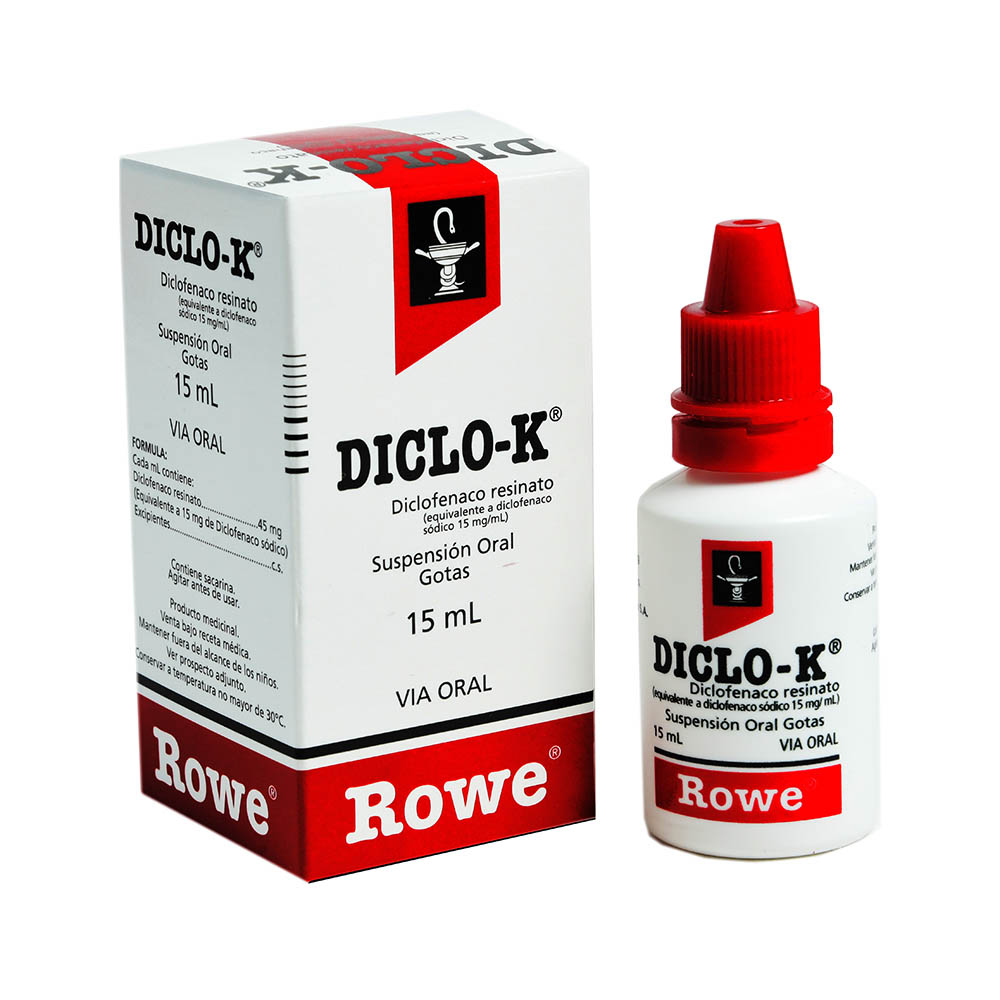 DICLO-K®
DICLO-K®
Diclofenaco resinato
(equivalente a diclofenaco
sódico 15 mg/mL)
Suspensión Oral
Gotas
15 mL
VIA ORAL
FORMULA:
Cada mL contiene:
Diclofenaco resinato..............45 mg
(Equivalente a 15 mg de Diclofenaco sódico)
Excipientes..........................c.s.
Contiene sacarina.
Agitar antes de usar.
Producto medicinal.
Venta bajo receta médica.
Mantener fuera del alcance de los niños.
Ver prospecto adjunto.
Conservar a temperatura no mayor de 30ºC.
Rowe®
DICLO-K®
Diclofenaco resinato
(equivalente a diclofenaco
sódico 15 mg/mL)
Suspensión Oral
Gotas
15 mL
VIA ORAL
Rowe®
DICLO-K®
Diclofenaco resinato
(equivalente a diclofenaco sódico 15 mg/ mL)
Suspensión Oral Gotas
15 mL VIA ORAL
Rowe®
S.A.
Mantener
Conservar a